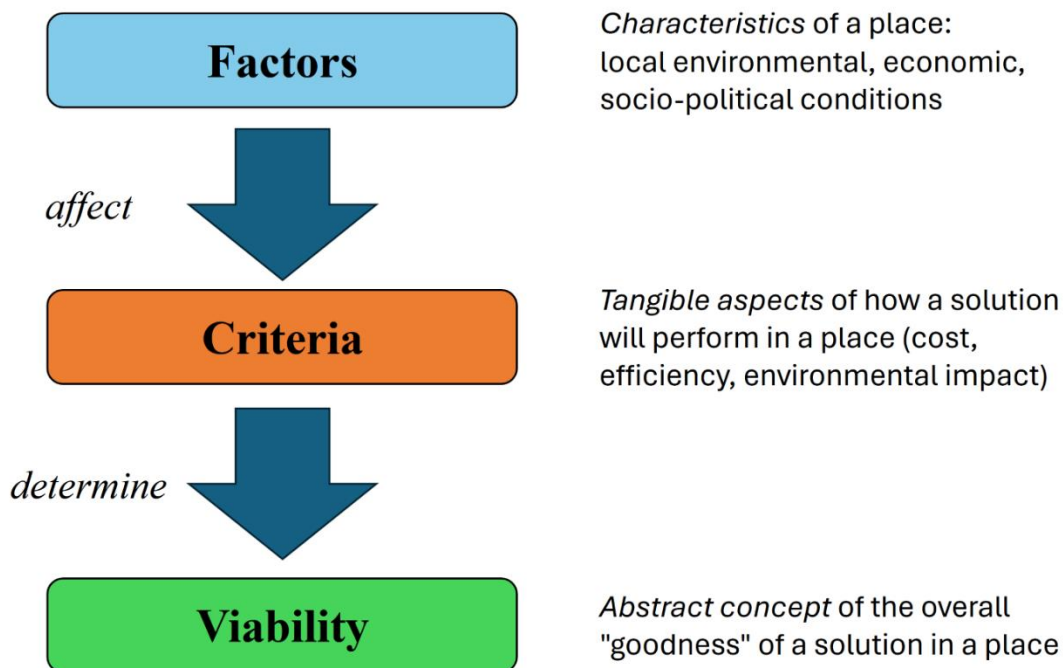 Factors
Characteristics of a place:
local environmental, economic,
socio-political conditions
affect
Criteria
Tangible aspects of how a solution
will perform in a place (cost,
efficiency, environmental impact)
determine
Viability
Abstract concept of the overall
"goodness" of a solution in a place